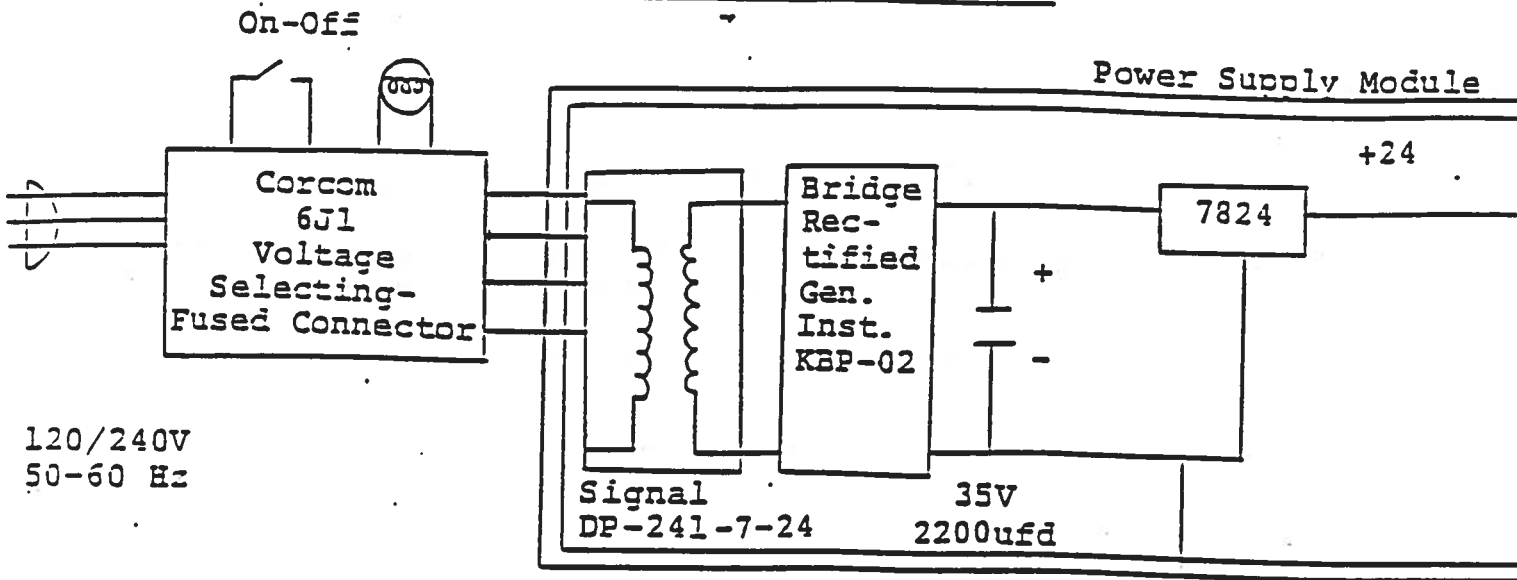 On-Off
Power Supply Module
+24
Corcom
6J1
Voltage
Selecting-
Fused Connector
Bridge
Rec-
tified
Gen.
Inst.
KBP-02
+
-
7824
120/240V
50-60 Hz
Signal
DP-241-7-24
35V
2200ufd